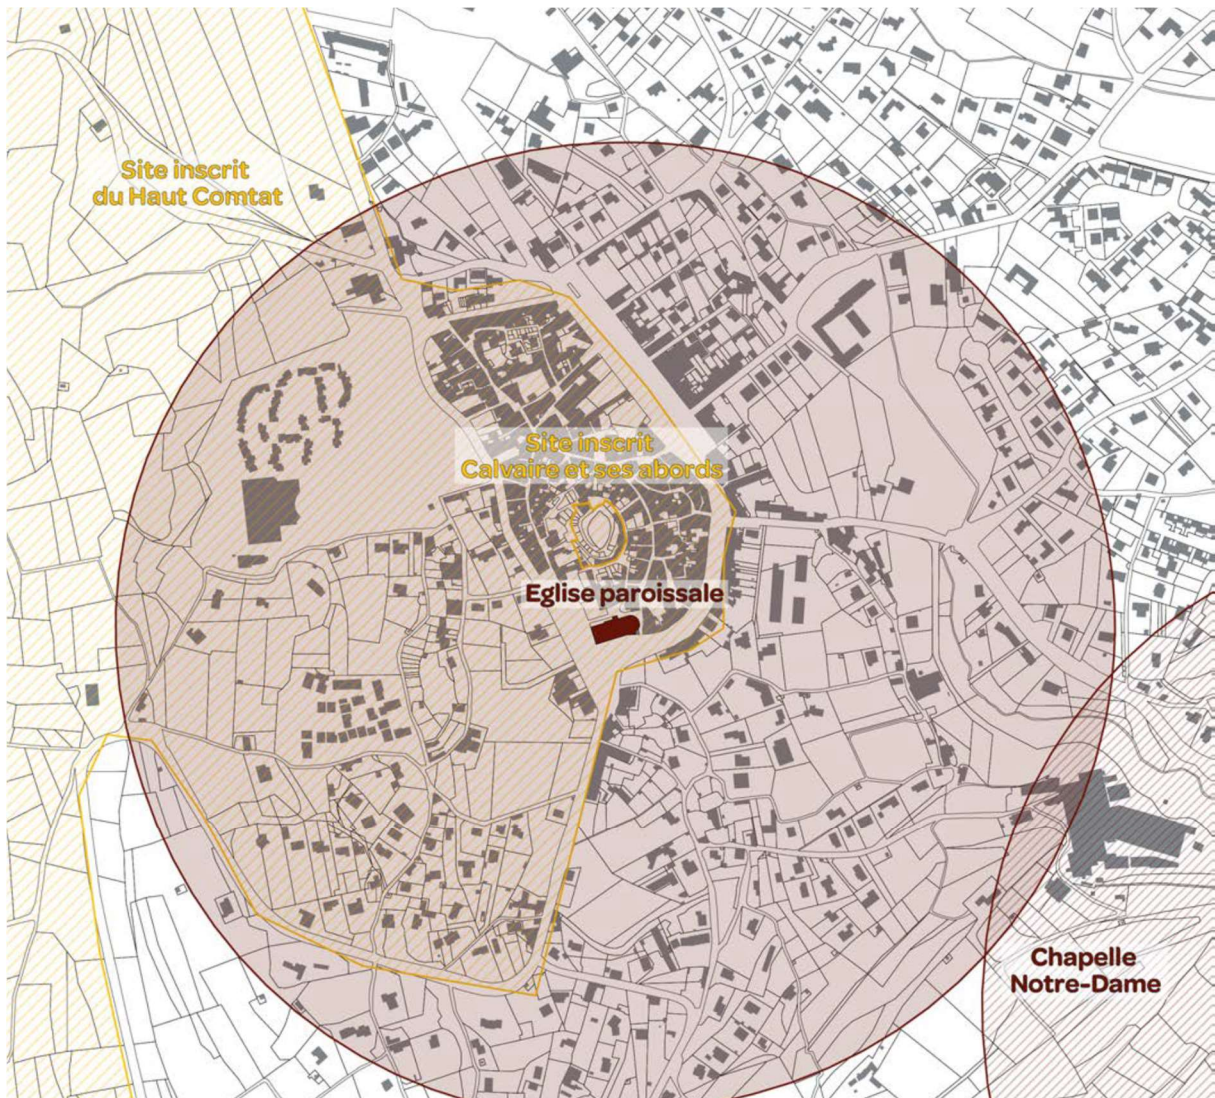 Site inscrit
du Haut Comtat
Site inscrit
Calvaire et ses abords
Eglise paroissale
Chapelle
Notre-Dame